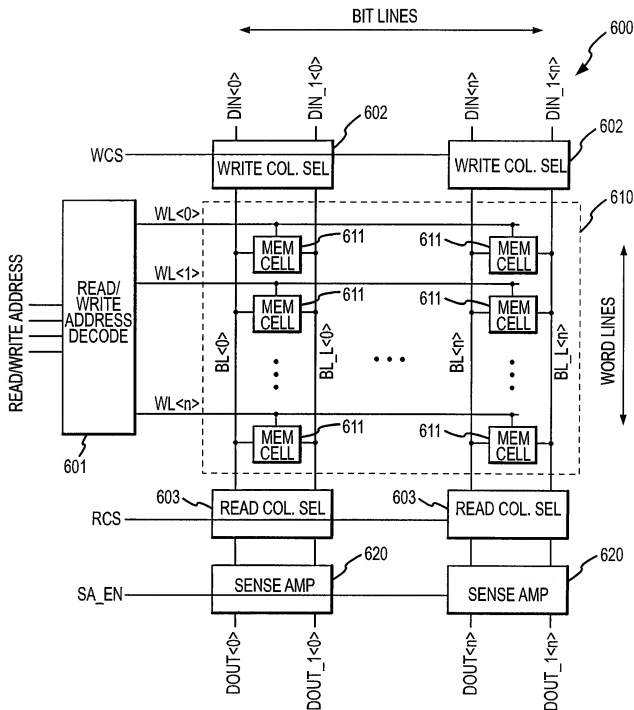 BIT LINES
600
DIN<0>
DIN_1<0>
DIN<n>
DIN_1<n>
602
602
WCS
WRITE COL. SEL
WRITE COL. SEL
610
WL<0>
611
611
MEM
CELL
MEM
CELL
READ/WRITE ADDRESS
READ/
WRITE
ADDRESS
DECODE
WL<1>
611
611
MEM
CELL
MEM
CELL
BL<0>
BL_L<0>
BL<n>
BL_L<n>
WORD LINES
WL<n>
611
611
MEM
CELL
MEM
CELL
601
603
603
RCS
READ COL. SEL
READ COL. SEL
620
620
SA_EN
SENSE AMP
SENSE AMP
DOUT<0>
DOUT_1<0>
DOUT<n>
DOUT_1<n>